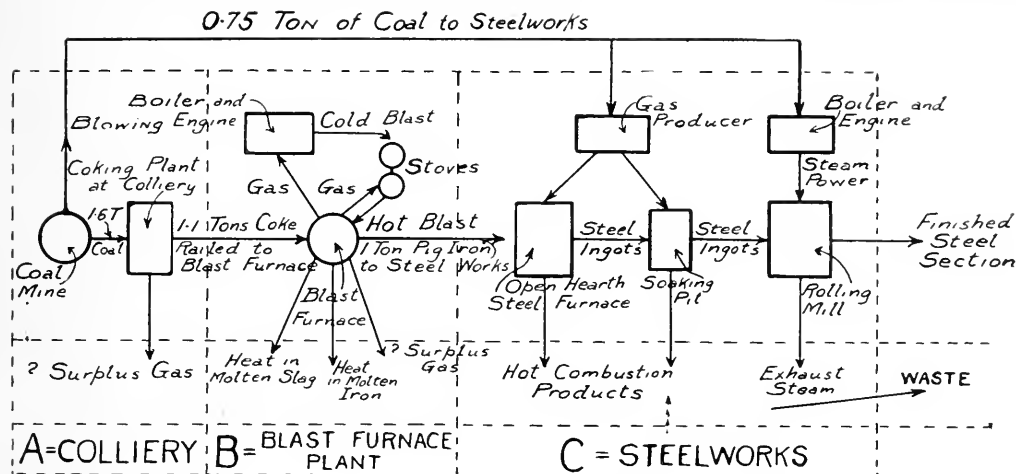 0.75 TON of COAL to STEELWORKS
Boiler and
Blowing Engine
Cold Blast
Gas
Producer
Boiler and
Engine
Coking Plant
at Colliery
Stoves
Steam
Power
Gas
Gas
1.6T
Coal
1.1 Tons Coke
Railed to
Blast Furnace
Hot Blast
1 Ton Pig Iron)
to Steel Works
Steel
Ingots
Steel
Ingots
Finished
Steel
Section
Coal
Mine
Blast
Furnace
(Open Hearth
Steel Furnace
Soaking
Pit
Rolling
Mill
? Surplus Gas
Heat in
Molten Slag
Heat
in Molten
Iron
? Surplus
Gas
Hot Combustion
Products
Exhaust
Steam
WASTE
A=COLLIERY
B= BLAST FURNACE
PLANT
C = STEELWORKS